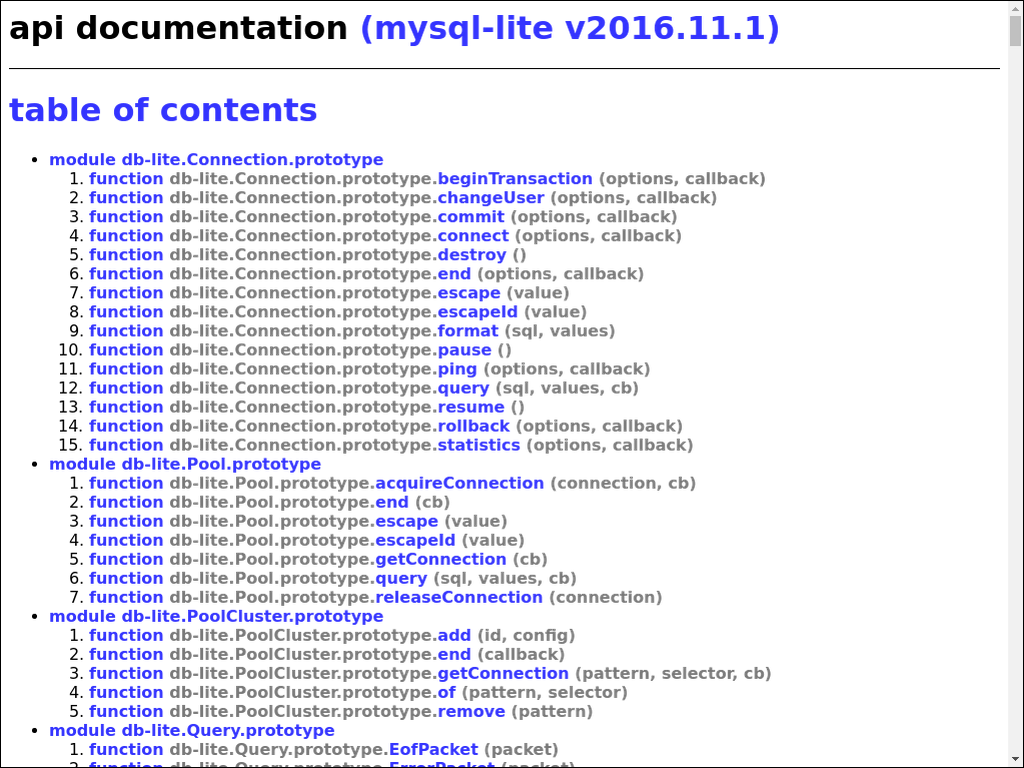 api documentation (mysql-lite v2016.11.1)
table of contents
• module db-lite.Connection.prototype
1. function db-lite.Connection.prototype.beginTransaction (options, callback)
2. function db-lite.Connection.prototype.changeUser (options, callback)
3. function db-lite.Connection.prototype.commit (options, callback)
4. function db-lite.Connection.prototype.connect (options, callback)
5. function db-lite.Connection.prototype.destroy ()
6. function db-lite.Connection.prototype.end (options, callback)
7. function db-lite.Connection.prototype.escape (value)
8. function db-lite.Connection.prototype.escapeId (value)
9. function db-lite.Connection.prototype.format (sql, values)
10. function db-lite.Connection.prototype.pause ()
11. function db-lite.Connection.prototype.ping (options, callback)
12. function db-lite.Connection.prototype.query (sql, values, cb)
13. function db-lite.Connection.prototype.resume ()
14. function db-lite.Connection.prototype.rollback (options, callback)
15. function db-lite.Connection.prototype.statistics (options, callback)
• module db-lite.Pool.prototype
1. function db-lite.Pool.prototype.acquireConnection (connection, cb)
2. function db-lite.Pool.prototype.end (cb)
3. function db-lite.Pool.prototype.escape (value)
4. function db-lite.Pool.prototype.escapeId (value)
5. function db-lite.Pool.prototype.getConnection (cb)
6. function db-lite.Pool.prototype.query (sql, values, cb)
7. function db-lite.Pool.prototype.releaseConnection (connection)
• module db-lite.PoolCluster.prototype
1. function db-lite.PoolCluster.prototype.add (id, config)
2. function db-lite.PoolCluster.prototype.end (callback)
3. function db-lite.PoolCluster.prototype.getConnection (pattern, selector, cb)
4. function db-lite.PoolCluster.prototype.of (pattern, selector)
5. function db-lite.PoolCluster.prototype.remove (pattern)
• module db-lite.Query.prototype
1. function db-lite.Query.prototype.EofPacket (packet)
2. function db-lite.Query.prototype.ErrorPacket (packet)